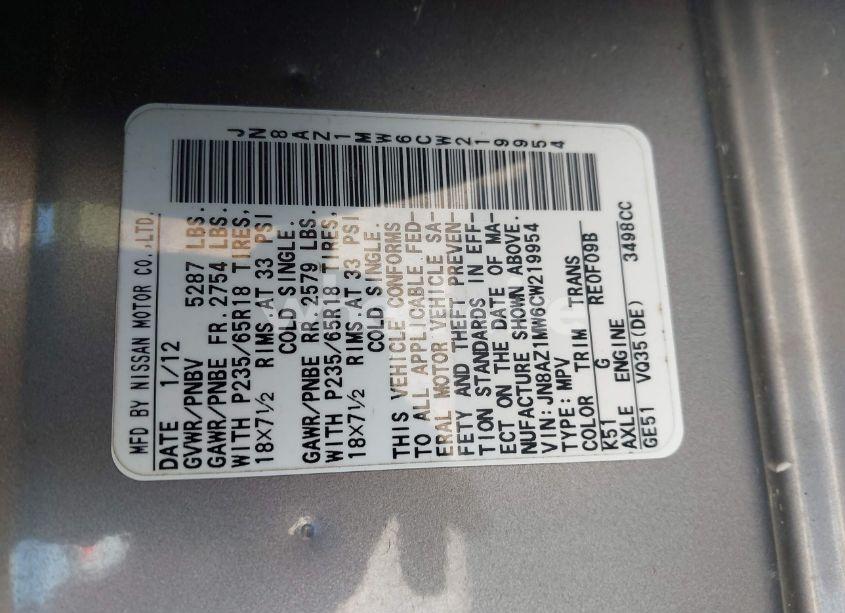 MFD BY NISSAN MOTOR CO.,LTD.
DATE 1/12
GVWR/PNBV 5287 LBS.
GAWR/PNBE FR. 2754 LBS.
WITH P235/65R18 TIRES,
18X7½ RIMS AT 33 PSI
COLD SINGLE.
GAWR/PNBE RR 2579 LBS.
WITH P235/65R18 TIRES,
18X7½ RIMS AT 33 PSI
COLD SINGLE.
THIS VEHICLE CONFORMS
TO ALL APPLICABLE FED-
ERAL MOTOR VEHICLE SA-
FETY AND THEFT PREVEN-
TION STANDARDS IN EFF-
ECT ON THE DATE OF MA-
NUFACTURE SHOWN ABOVE.
VIN: JN8AZ1MW6CW219954
TYPE: MPV
COLOR TRIM TRANS
K51 G RE0F09B
AXLE ENGINE
GE51 VQ35(DE) 3498CC
JN8AZ1MW6CW219954